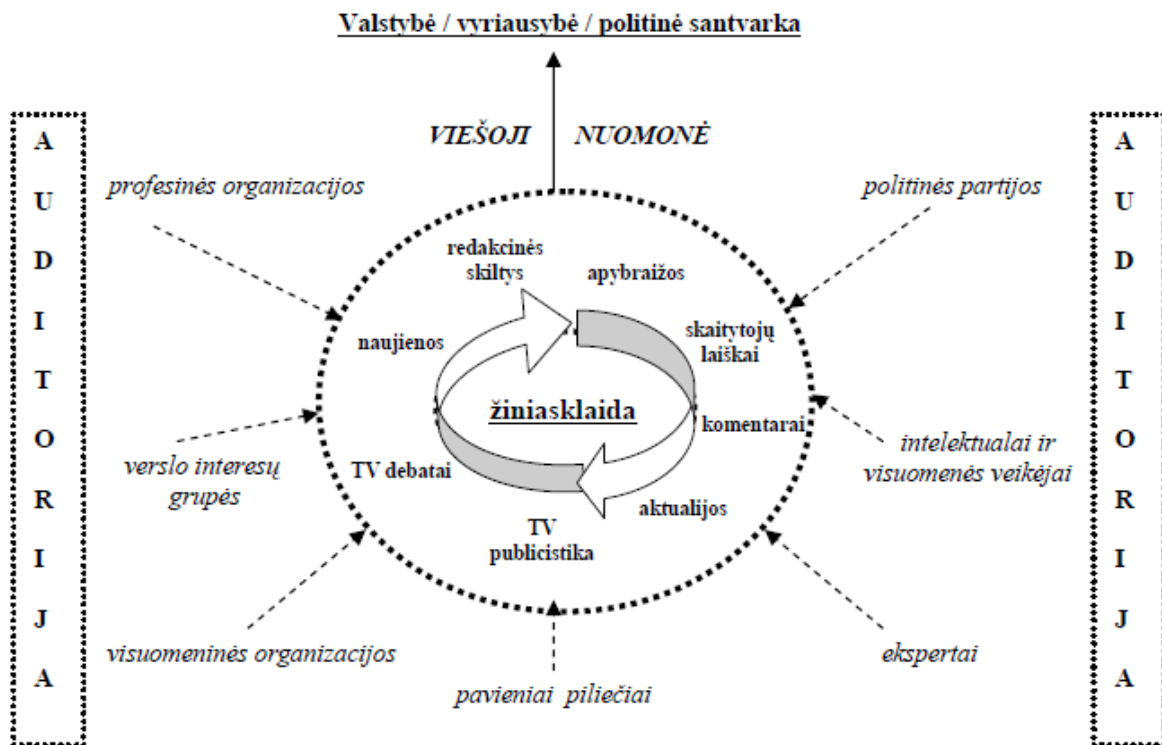 Valstybė / vyriausybė / politinė santvarka
VIEŠOJI NUOMONĖ
A
U
D
I
T
O
R
I
J
A
profesinės organizacijos
politinės partijos
redakcinės
skiltys
apybraižos
naujienos
skaitytojų
laiškai
žiniasklaida
komentarai
verslo interesų
grupės
TV debatai
intelektualai ir
visuomenės veikėjai
aktualijos
TV
publicistika
visuomeninės organizacijos
ekspertai
pavieniai piliečiai
A
U
D
I
T
O
R
I
J
A